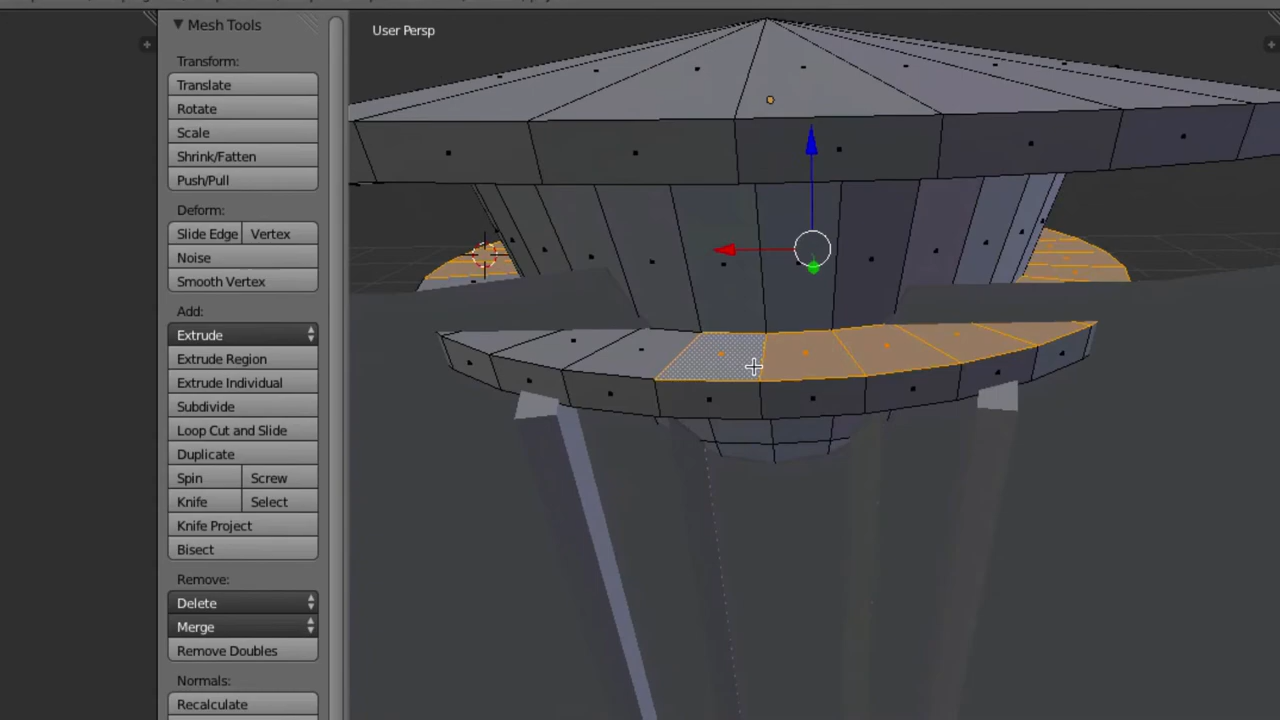 Mesh Tools
User Persp
Transform:
Translate
Rotate
Scale
Shrink/Fatten
Push/Pull
Deform:
Slide Edge Vertex
Noise
Smooth Vertex
Add:
Extrude
Extrude Region
Extrude Individual
Subdivide
Loop Cut and Slide
Duplicate
Spin Screw
Knife Select
Knife Project
Bisect
Remove:
Delete
Merge
Remove Doubles
Normals:
Recalculate